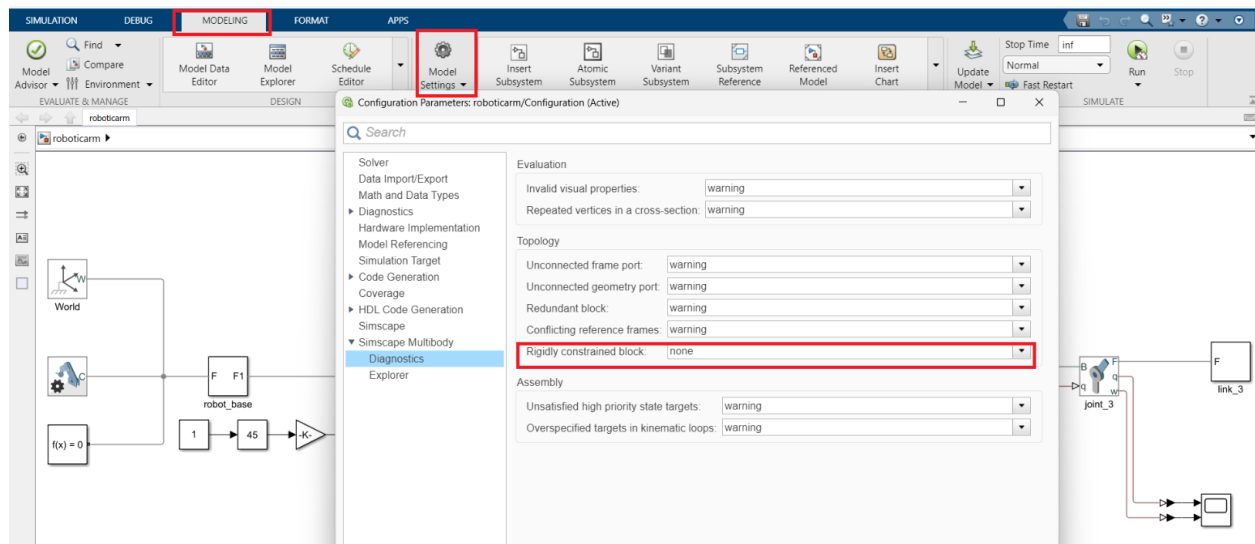 SIMULATION DEBUG MODELING FORMAT APPS
Find
Compare
Environment
Model Advisor
Model Data Editor
Model Explorer
Schedule Editor
Model Settings
Insert Subsystem
Atomic Subsystem
Variant Subsystem
Subsystem Reference
Referenced Model
Insert Chart
Update Model
Stop Time inf
Normal
Fast Restart
Run
Stop
EVALUATE & MANAGE DESIGN SIMULATE
roboticarm
roboticarm
Configuration Parameters: roboticarm/Configuration (Active)
Search
Solver
Data Import/Export
Math and Data Types
Diagnostics
Hardware Implementation
Model Referencing
Simulation Target
Code Generation
Coverage
HDL Code Generation
Simscape
Simscape Multibody
Diagnostics
Explorer
Evaluation
Invalid visual properties: warning
Repeated vertices in a cross-section: warning
Topology
Unconnected frame port: warning
Unconnected geometry port: warning
Redundant block: warning
Conflicting reference frames: warning
Rigidly constrained block: none
Assembly
Unsatisfied high priority state targets: warning
Overspecified targets in kinematic loops: warning
W
World
C
F F1
robot_base
1 45 -K-
f(x) = 0
B F
q q
w
joint_3
F
link_3